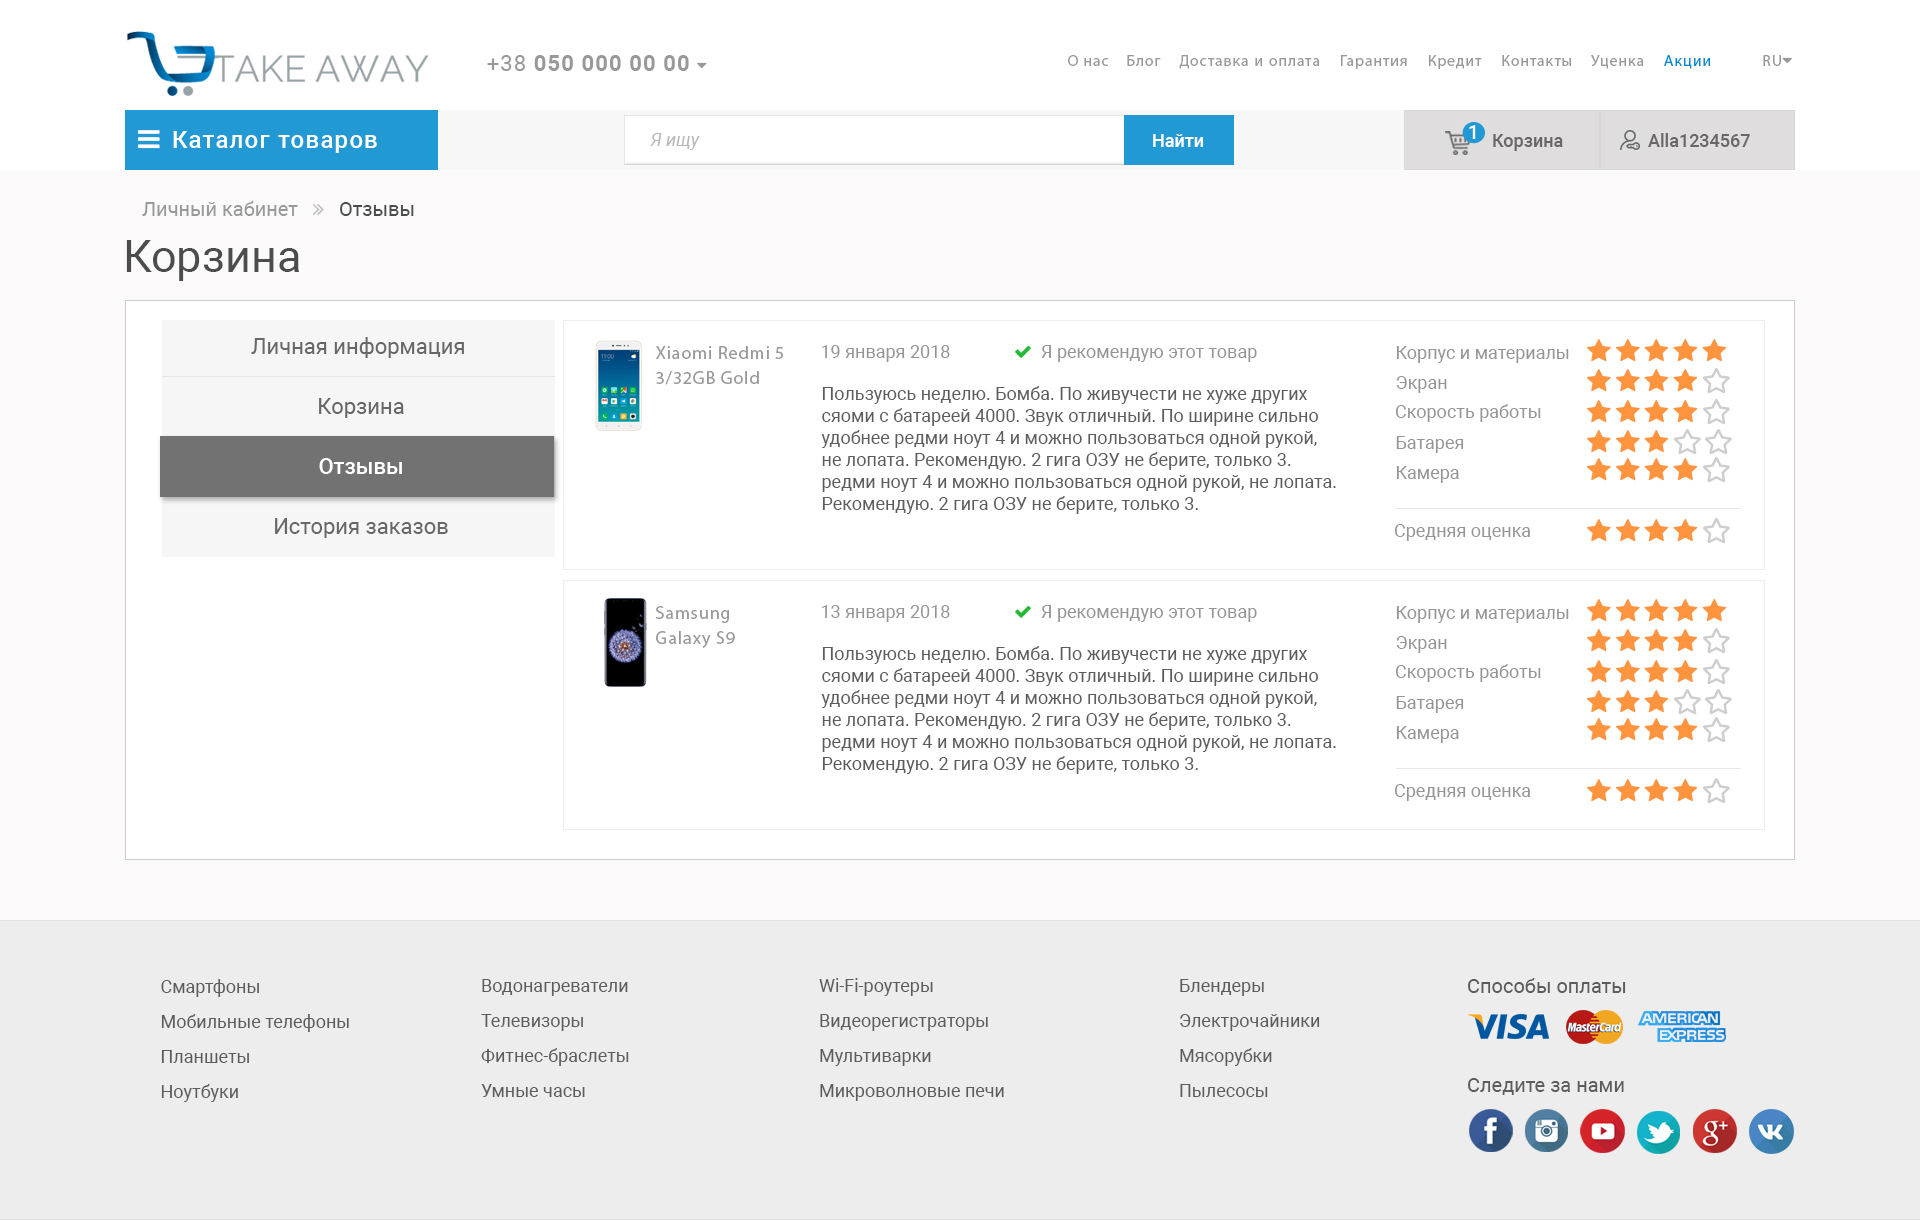 TAKE AWAY
+38 050 000 00 00
О нас Блог Доставка и оплата Гарантия Кредит Контакты Уценка Акции RU
Каталог товаров
Я ищу
Найти
1
Корзина
Alla1234567
Личный кабинет » Отзывы
Корзина
Личная информация
Корзина
Отзывы
История заказов
Xiaomi Redmi 5
3/32GB Gold
19 января 2018
Я рекомендую этот товар
Пользуюсь неделю. Бомба. По живучести не хуже других
сяоми с батареей 4000. Звук отличный. По ширине сильно
удобнее редми ноут 4 и можно пользоваться одной рукой,
не лопата. Рекомендую. 2 гига ОЗУ не берите, только 3.
редми ноут 4 и можно пользоваться одной рукой, не лопата.
Рекомендую. 2 гига ОЗУ не берите, только 3.
Корпус и материалы
Экран
Скорость работы
Батарея
Камера
Средняя оценка
Samsung
Galaxy S9
13 января 2018
Я рекомендую этот товар
Пользуюсь неделю. Бомба. По живучести не хуже других
сяоми с батареей 4000. Звук отличный. По ширине сильно
удобнее редми ноут 4 и можно пользоваться одной рукой,
не лопата. Рекомендую. 2 гига ОЗУ не берите, только 3.
редми ноут 4 и можно пользоваться одной рукой, не лопата.
Рекомендую. 2 гига ОЗУ не берите, только 3.
Корпус и материалы
Экран
Скорость работы
Батарея
Камера
Средняя оценка
Смартфоны
Мобильные телефоны
Планшеты
Ноутбуки
Водонагреватели
Телевизоры
Фитнес-браслеты
Умные часы
Wi-Fi-роутеры
Видеорегистраторы
Мультиварки
Микроволновые печи
Блендеры
Электрочайники
Мясорубки
Пылесосы
Способы оплаты
VISA
MasterCard
AMERICAN
EXPRESS
Следите за нами